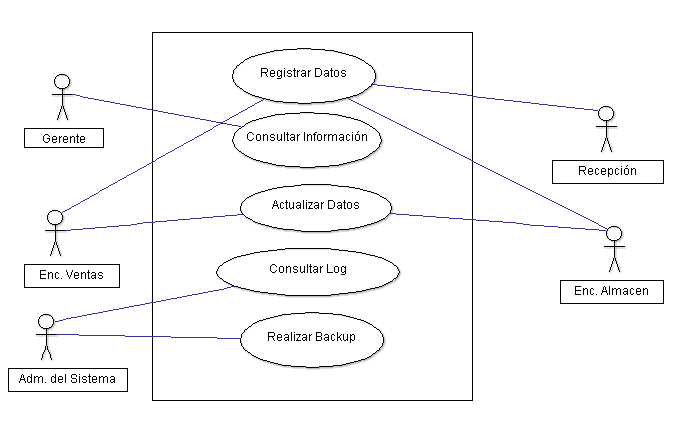 Registrar Datos
Gerente
Consultar Información
Recepción
Actualizar Datos
Enc. Ventas
Consultar Log
Enc. Almacen
Realizar Backup
Adm. del Sistema